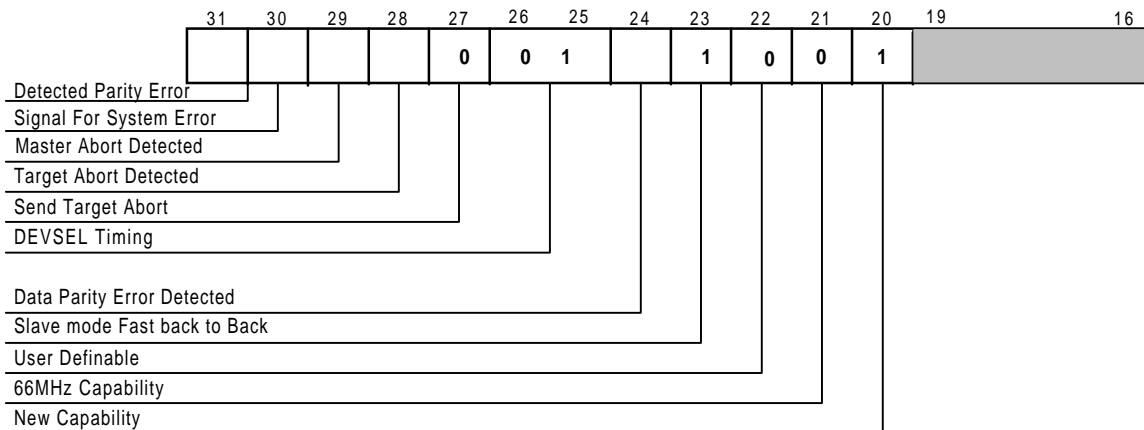 31 30 29 28 27 26 25 24 23 22 21 20 19 16
0 0 1 1 0 0 1
Detected Parity Error
Signal For System Error
Master Abort Detected
Target Abort Detected
Send Target Abort
DEVSEL Timing
Data Parity Error Detected
Slave mode Fast back to Back
User Definable
66MHz Capability
New Capability